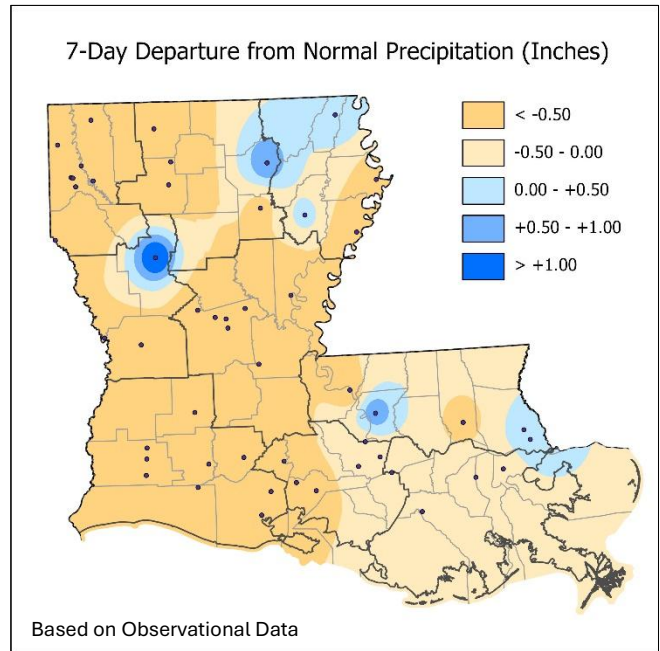 7-Day Departure from Normal Precipitation (Inches)
< -0.50
-0.50 - 0.00
0.00 - +0.50
+0.50 - +1.00
> +1.00
Based on Observational Data